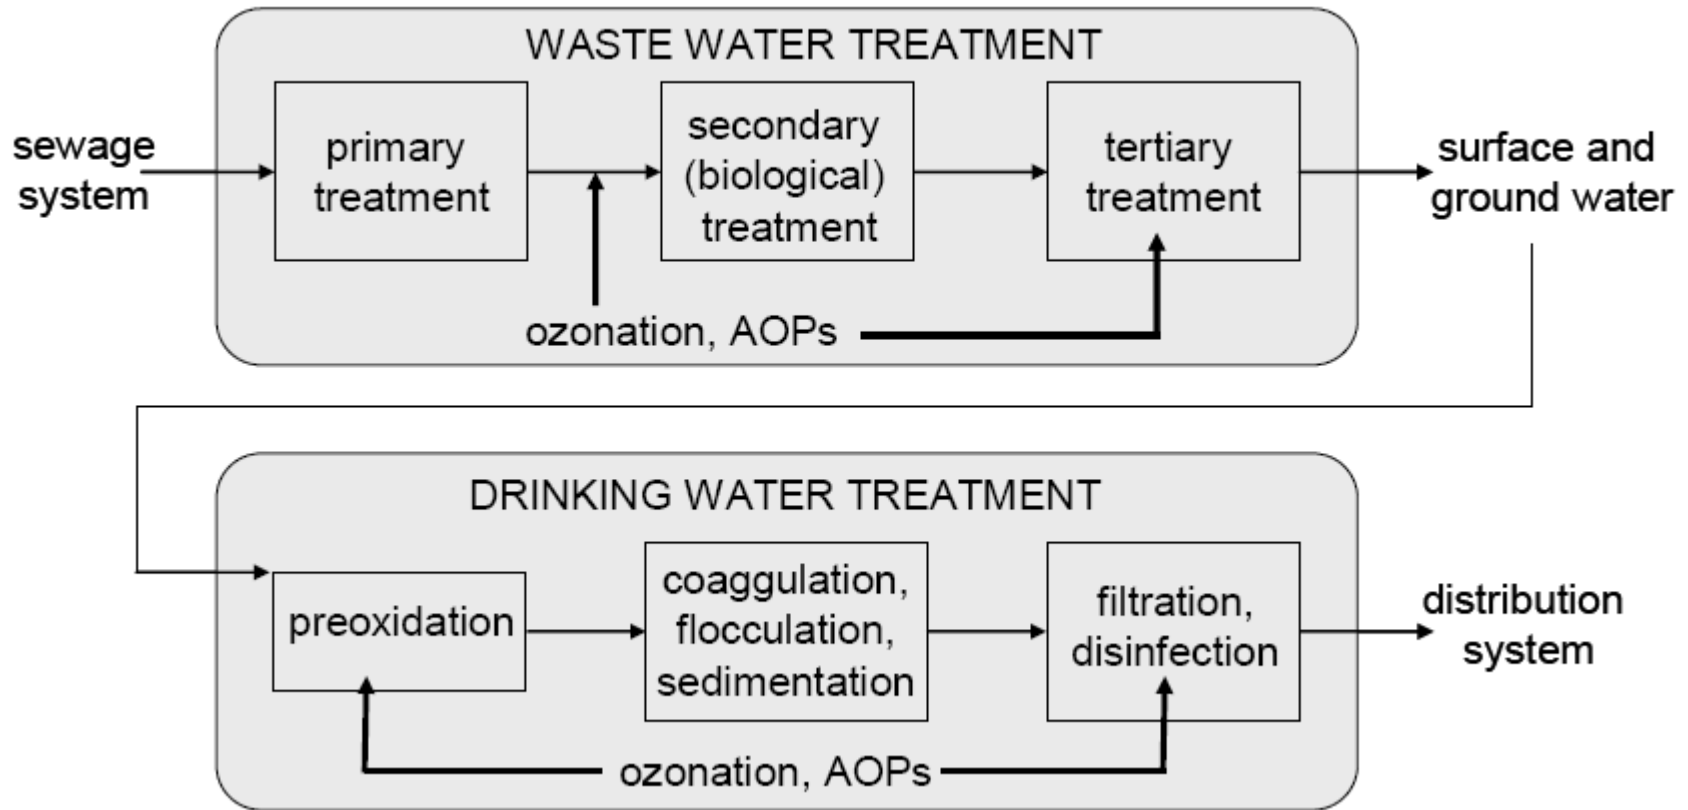 WASTE WATER TREATMENT
sewage
system
primary
treatment
secondary
(biological)
treatment
tertiary
treatment
surface and
ground water
ozonation, AOPs
DRINKING WATER TREATMENT
preoxidation
coaggulation,
flocculation,
sedimentation
filtration,
disinfection
distribution
system
ozonation, AOPs